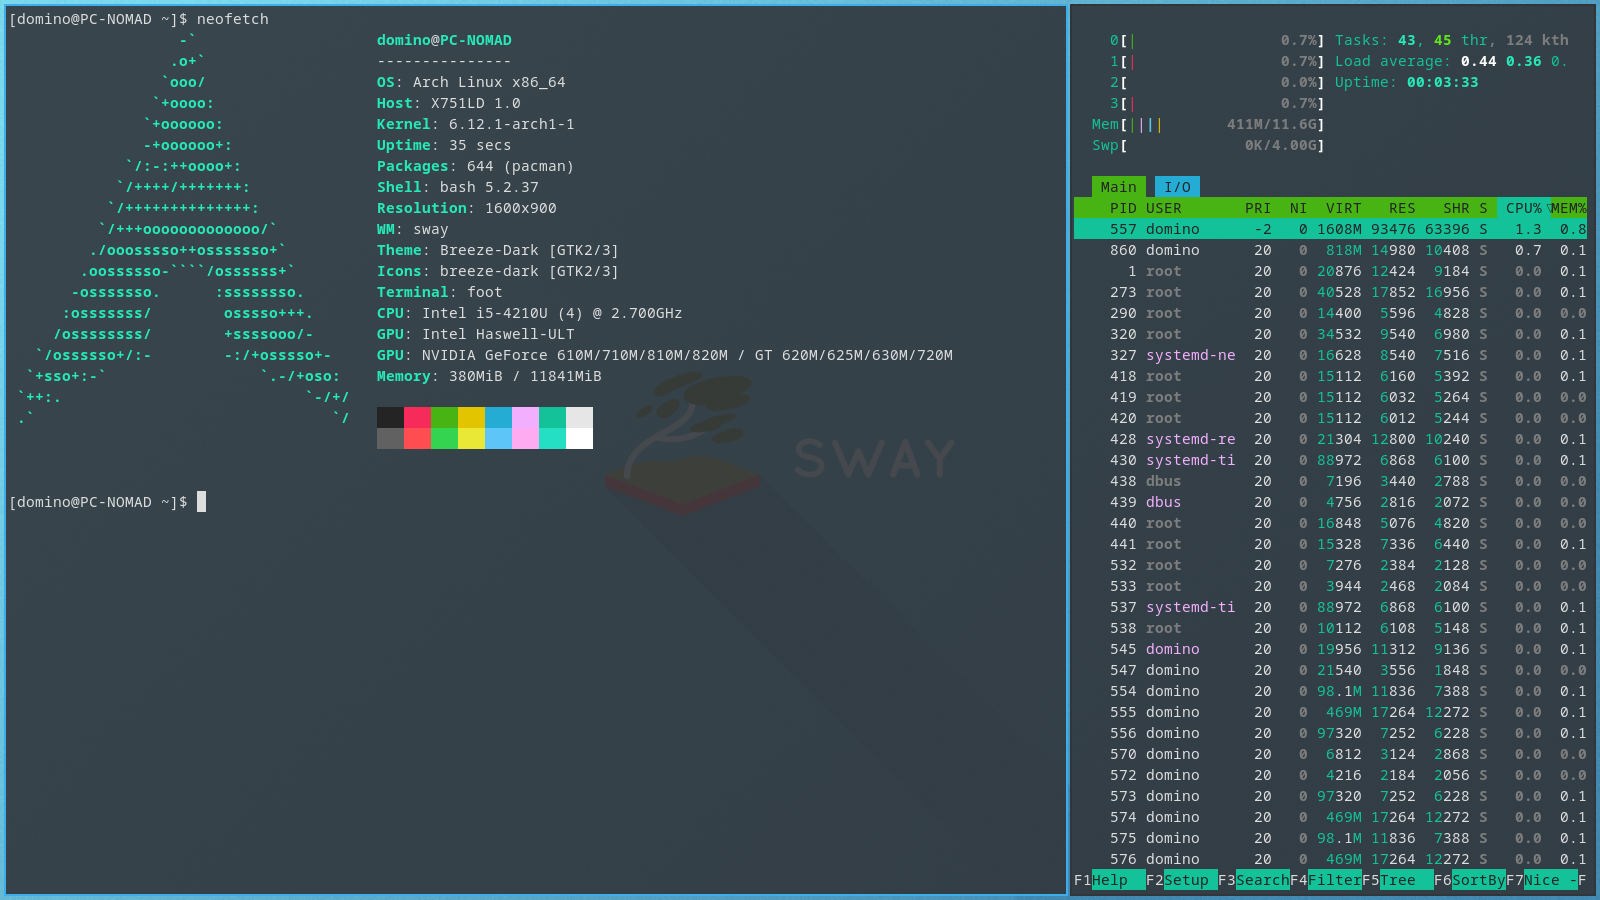 [domino@PC-NOMAD ~]$ neofetch
-`
.o+`
`ooo/
`+oooo:
`+oooooo:
-+oooooo+:
`/:-:++oooo+:
`/++++/+++++++:
`/++++++++++++++:
`/+++ooooooooooooo/`
./ooosssso++osssssso+`
.oossssso-````/ossssss+`
-osssssso.      :ssssssso.
:osssssss/        osssso+++.
/ossssssss/        +ssssooo/-
`/ossssso+/:-        -:/+osssso+-
`+sso+:-`                 `.-/+oso:
`++:.                           `-/+/
.`                                 `/
domino@PC-NOMAD
---------------
OS: Arch Linux x86_64
Host: X751LD 1.0
Kernel: 6.12.1-arch1-1
Uptime: 35 secs
Packages: 644 (pacman)
Shell: bash 5.2.37
Resolution: 1600x900
WM: sway
Theme: Breeze-Dark [GTK2/3]
Icons: breeze-dark [GTK2/3]
Terminal: foot
CPU: Intel i5-4210U (4) @ 2.700GHz
GPU: Intel Haswell-ULT
GPU: NVIDIA GeForce 610M/710M/810M/820M / GT 620M/625M/630M/720M
Memory: 380MiB / 11841MiB
SWAY
[domino@PC-NOMAD ~]$
0[| 0.7%] Tasks: 43, 45 thr, 124 kth
1[| 0.7%] Load average: 0.44 0.36 0.
2[ 0.0%] Uptime: 00:03:33
3[| 0.7%]
Mem[|||| 411M/11.6G]
Swp[ 0K/4.00G]
Main I/O
PID USER PRI NI VIRT RES SHR S CPU%▽MEM%
557 domino -2 0 1608M 93476 63396 S 1.3 0.8
860 domino 20 0 818M 14980 10408 S 0.7 0.1
1 root 20 0 20876 12424 9184 S 0.0 0.1
273 root 20 0 40528 17852 16956 S 0.0 0.1
290 root 20 0 14400 5596 4828 S 0.0 0.0
320 root 20 0 34532 9540 6980 S 0.0 0.1
327 systemd-ne 20 0 16628 8540 7516 S 0.0 0.1
418 root 20 0 15112 6160 5392 S 0.0 0.1
419 root 20 0 15112 6032 5264 S 0.0 0.0
420 root 20 0 15112 6012 5244 S 0.0 0.0
428 systemd-re 20 0 21304 12800 10240 S 0.0 0.1
430 systemd-ti 20 0 88972 6868 6100 S 0.0 0.1
438 dbus 20 0 7196 3440 2788 S 0.0 0.0
439 dbus 20 0 4756 2816 2072 S 0.0 0.0
440 root 20 0 16848 5076 4820 S 0.0 0.0
441 root 20 0 15328 7336 6440 S 0.0 0.1
532 root 20 0 7276 2384 2128 S 0.0 0.0
533 root 20 0 3944 2468 2084 S 0.0 0.0
537 systemd-ti 20 0 88972 6868 6100 S 0.0 0.1
538 root 20 0 10112 6108 5148 S 0.0 0.1
545 domino 20 0 19956 11312 9136 S 0.0 0.1
547 domino 20 0 21540 3556 1848 S 0.0 0.0
554 domino 20 0 98.1M 11836 7388 S 0.0 0.1
555 domino 20 0 469M 17264 12272 S 0.0 0.1
556 domino 20 0 97320 7252 6228 S 0.0 0.1
570 domino 20 0 6812 3124 2868 S 0.0 0.0
572 domino 20 0 4216 2184 2056 S 0.0 0.0
573 domino 20 0 97320 7252 6228 S 0.0 0.1
574 domino 20 0 469M 17264 12272 S 0.0 0.1
575 domino 20 0 98.1M 11836 7388 S 0.0 0.1
576 domino 20 0 469M 17264 12272 S 0.0 0.1
F1Help F2Setup F3SearchF4FilterF5Tree F6SortByF7Nice -F